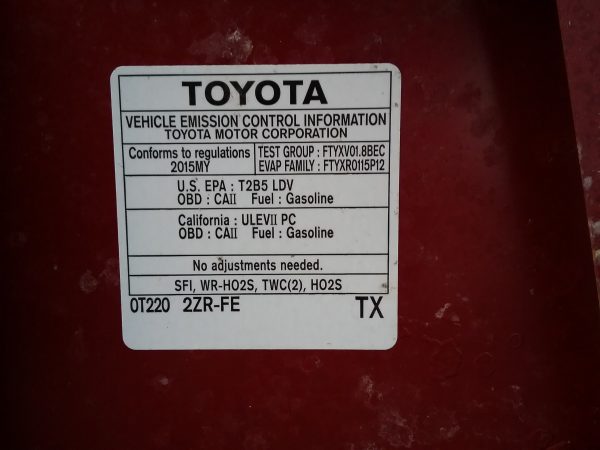 TOYOTA
VEHICLE EMISSION CONTROL INFORMATION
TOYOTA MOTOR CORPORATION
Conforms to regulations
2015MY
TEST GROUP : FTYXV01.8BEC
EVAP FAMILY : FTYXR0115P12
U.S. EPA : T2B5 LDV
OBD : CAII Fuel : Gasoline
California : ULEVII PC
OBD : CAII Fuel : Gasoline
No adjustments needed.
SFI, WR-HO2S, TWC(2), HO2S
0T220 2ZR-FE TX